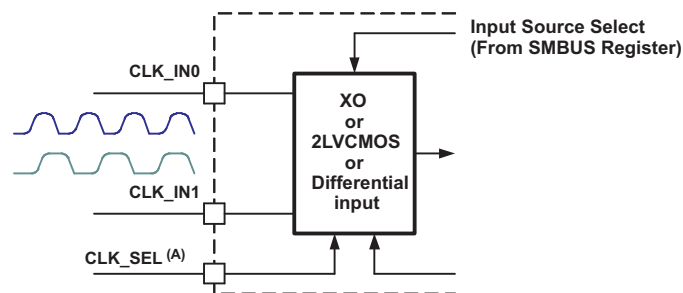 Input Source Select
(From SMBUS Register)
CLK_IN0
XO
or
2LVCMOS
or
Differential
input
CLK_IN1
CLK_SEL (A)